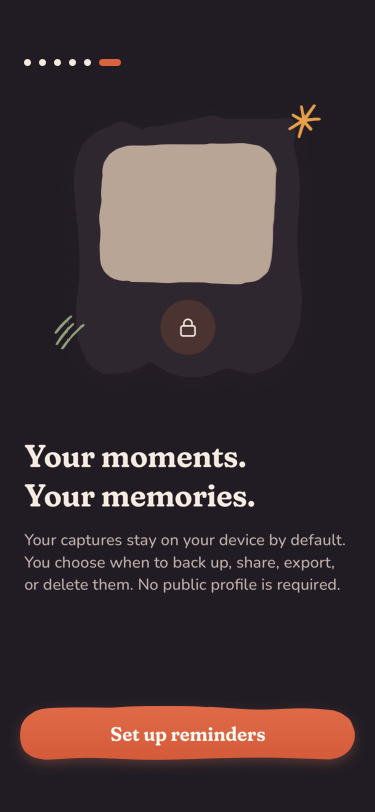 Your moments.
Your memories.
Your captures stay on your device by default.
You choose when to back up, share, export,
or delete them. No public profile is required.
Set up reminders